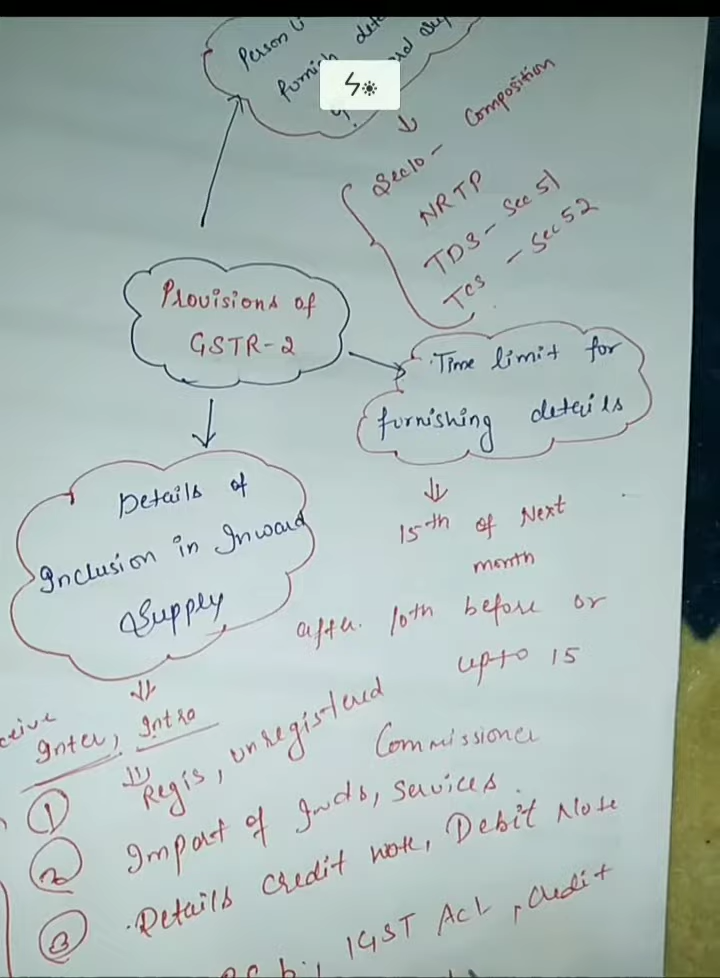 Person
furnish
Sec10 - Composition
NRTP
TDS - Sec 51
TCS - Sec 52
Provisions of
GSTR-2
Time limit for
furnishing details
Details of
Inclusion in Inward
Supply
15th of Next
month
after 10th before or
upto 15
Commissioner
Inter, Intra
Regis, unregistered
① 
② Import of Goods, Services
③ Details Credit note, Debit Note
IGST Act, Credit